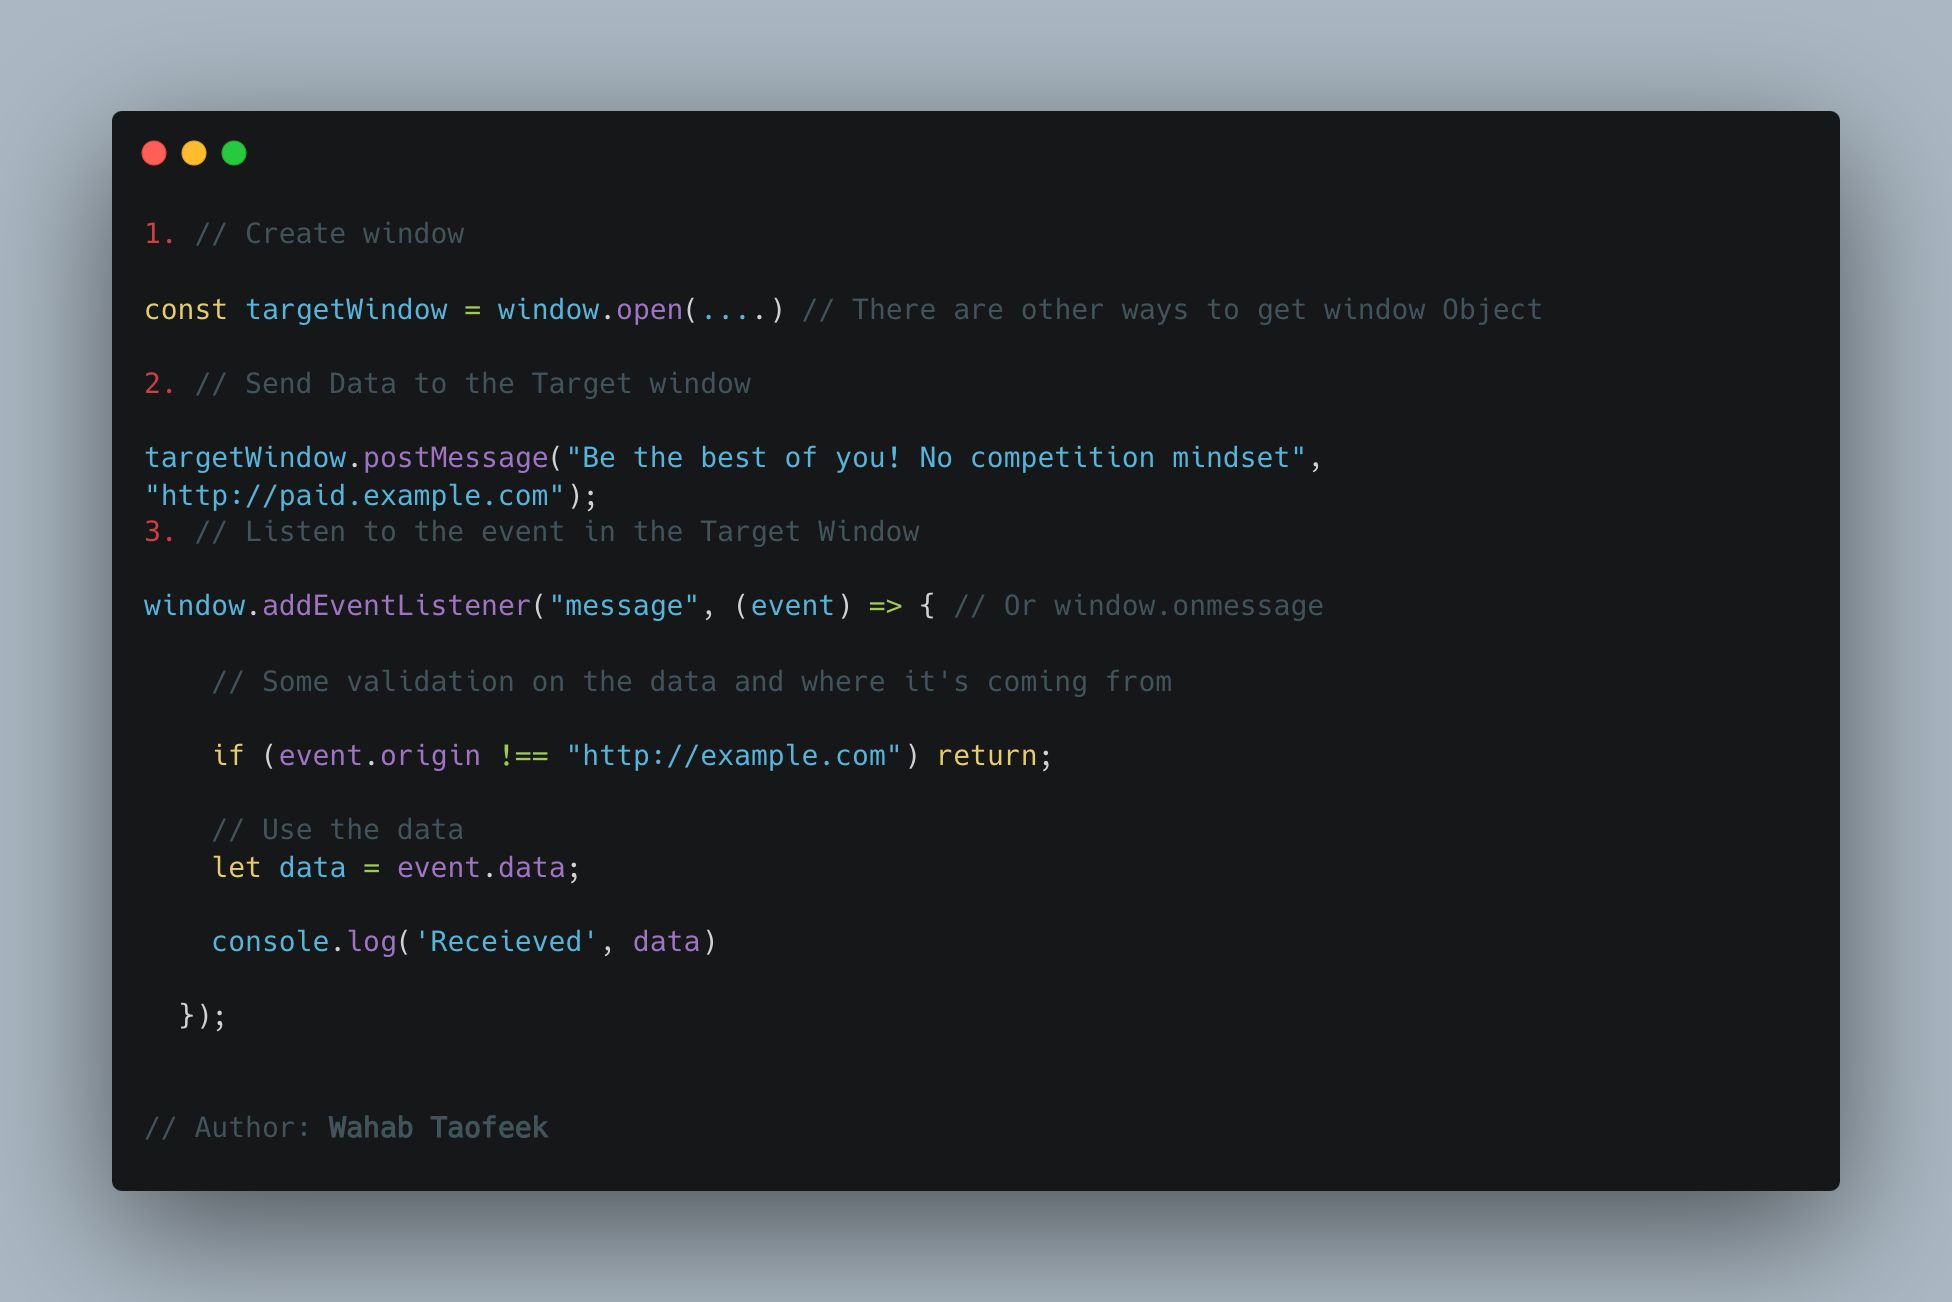 1. // Create window
const targetWindow = window.open(....) // There are other ways to get window Object
2. // Send Data to the Target window
targetWindow.postMessage("Be the best of you! No competition mindset",
"http://paid.example.com");
3. // Listen to the event in the Target Window
window.addEventListener("message", (event) => { // Or window.onmessage
// Some validation on the data and where it's coming from
if (event.origin !== "http://example.com") return;
// Use the data
let data = event.data;
console.log('Receieved', data)
});
// Author: Wahab Taofeek